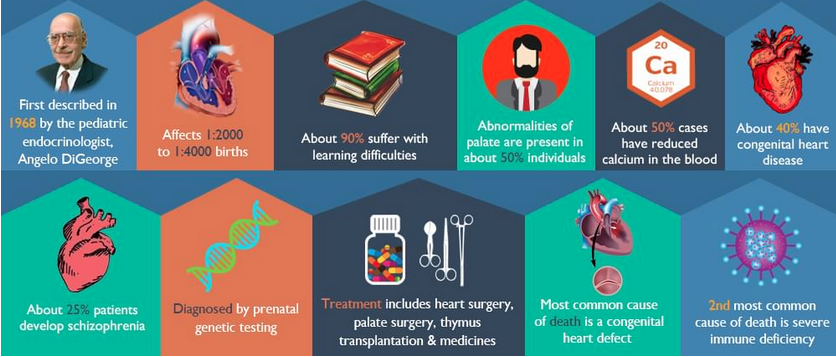 First described in
1968 by the pediatric
endocrinologist,
Angelo DiGeorge
Affects 1:2000
to 1:4000 births
About 90% suffer with
learning difficulties
Abnormalities of
palate are present in
about 50% individuals
20
Ca
Calcium
40.078
About 50% cases
have reduced
calcium in the blood
About 40% have
congenital heart
disease
About 25% patients
develop schizophrenia
Diagnosed by prenatal
genetic testing
Treatment includes heart surgery,
palate surgery, thymus
transplantation & medicines
Most common cause
of death is a congenital
heart defect
2nd most common
cause of death is severe
immune deficiency